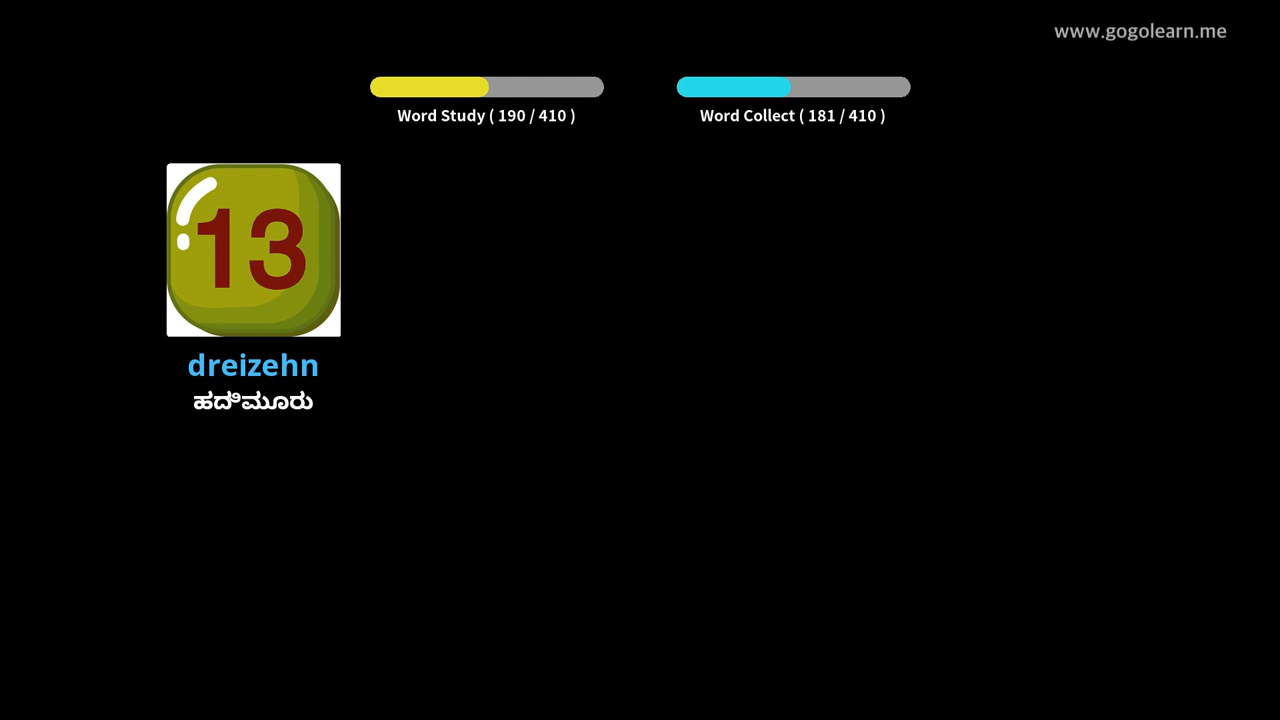 www.gogolearn.me
Word Study ( 190 / 410 )
Word Collect ( 181 / 410 )
13
dreizehn
ಹದಿಮೂರು